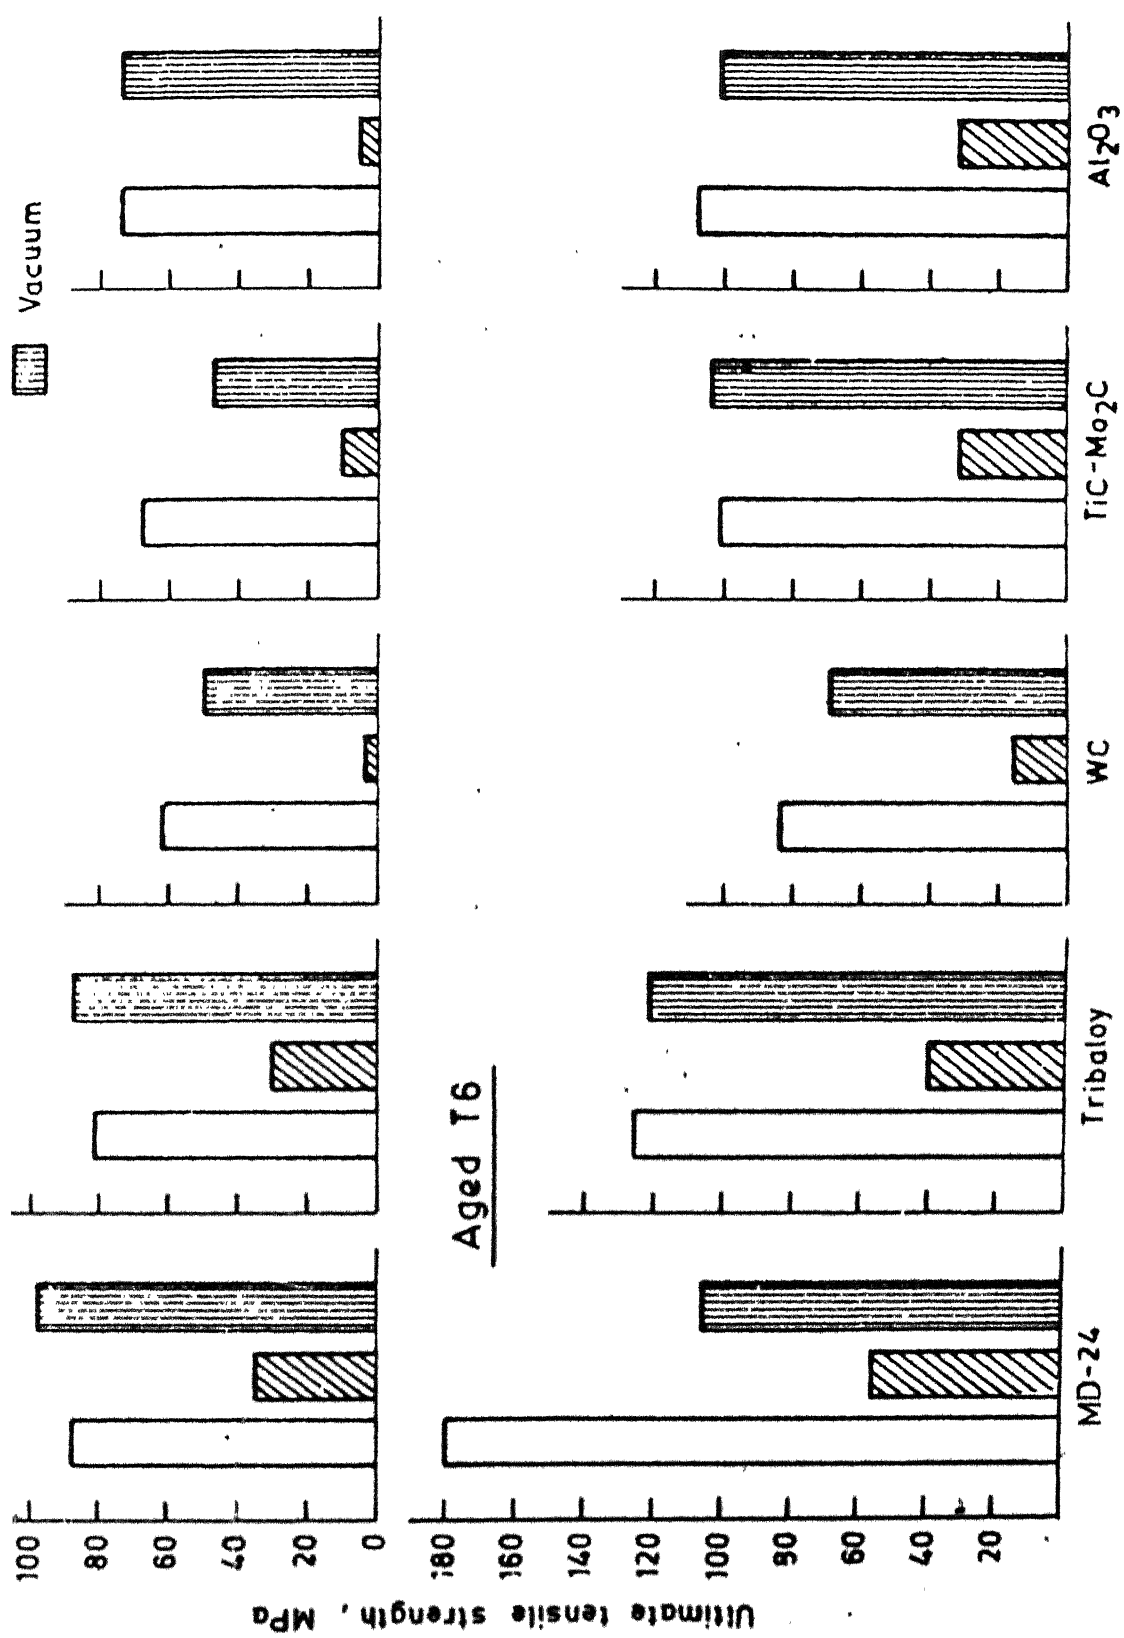 Vacuum
100
80
60
40
20
0
Aged T6
180
160
140
120
100
80
60
40
20
Ultimate tensile strength, MPa
MD-24
Tribaloy
WC
TiC-Mo₂C
Al₂O₃